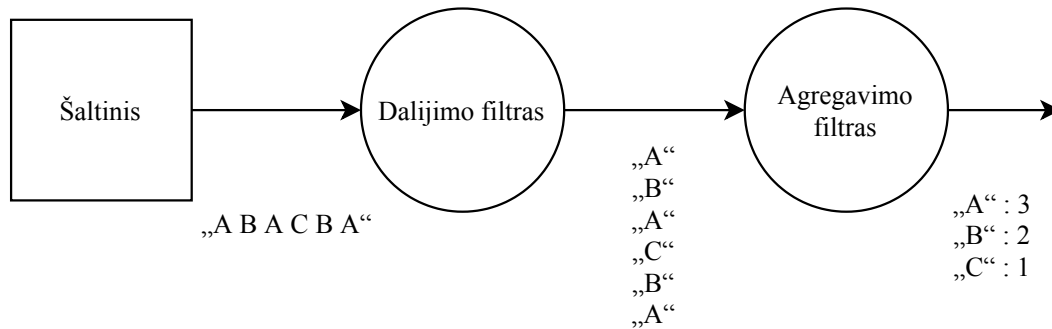 Šaltinis
„A B A C B A“
Dalijimo filtras
„A“
„B“
„A“
„C“
„B“
„A“
Agregavimo
filtras
„A“ : 3
„B“ : 2
„C“ : 1